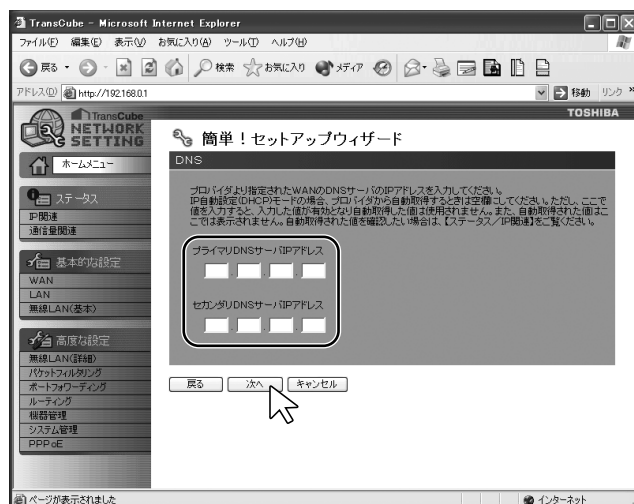 TransCube - Microsoft Internet Explorer
ファイル(F) 編集(E) 表示(V) お気に入り(A) ツール(T) ヘルプ(H)
戻る 検索 お気に入り メディア
アドレス(D) http://192.168.0.1 移動 リンク »
TOSHIBA
TransCube
NETWORK
SETTING
ホームメニュー
ステータス
IP関連
通信量関連
基本的な設定
WAN
LAN
無線LAN(基本)
高度な設定
無線LAN(詳細)
パケットフィルタリング
ポートフォワーディング
ルーティング
機器管理
システム管理
PPPoE
簡単!セットアップウィザード
DNS
プロバイダより指定されたWANのDNSサーバのIPアドレスを入力してください。
IP自動設定(DHCP)モードの場合、プロバイダから自動取得するときは空欄にしてください。ただし、ここで
値を入力すると、入力した値が有効となり自動取得した値は使用されません。また、自動取得された値はこ
こでは表示されません。自動取得された値を確認したい場合は、【ステータス/IP関連】をご覧ください。
プライマリDNSサーバIPアドレス
. . .
セカンダリDNSサーバIPアドレス
. . .
戻る 次へ キャンセル
ページが表示されました インターネット